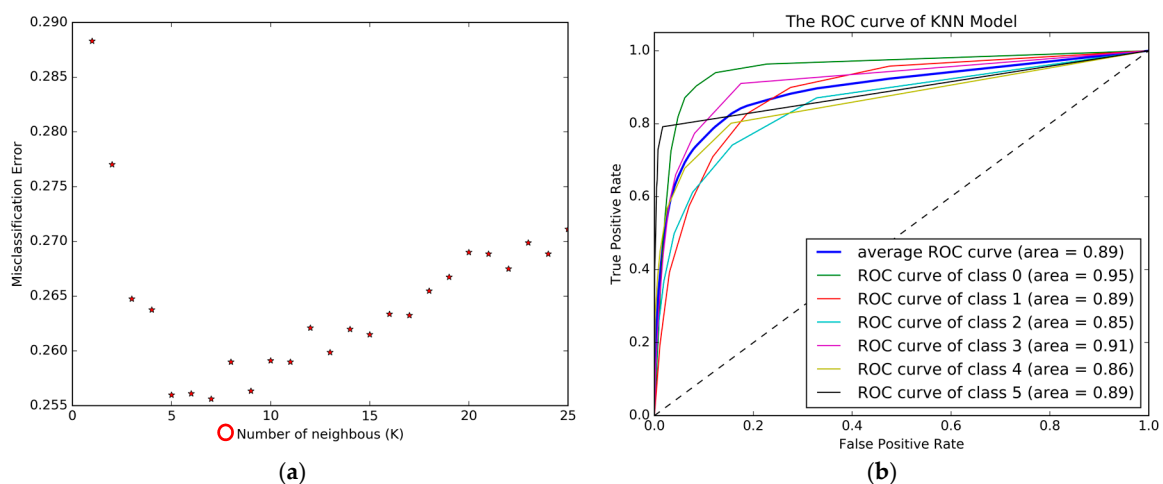 0.290
0.285
0.280
0.275
0.270
0.265
0.260
0.255
Misclassification Error
0 5 10 15 20 25
Number of neighbous (K)
(a)
The ROC curve of KNN Model
1.0
0.8
0.6
0.4
0.2
0.0
True Positive Rate
average ROC curve (area = 0.89)
ROC curve of class 0 (area = 0.95)
ROC curve of class 1 (area = 0.89)
ROC curve of class 2 (area = 0.85)
ROC curve of class 3 (area = 0.91)
ROC curve of class 4 (area = 0.86)
ROC curve of class 5 (area = 0.89)
0.0 0.2 0.4 0.6 0.8 1.0
False Positive Rate
(b)